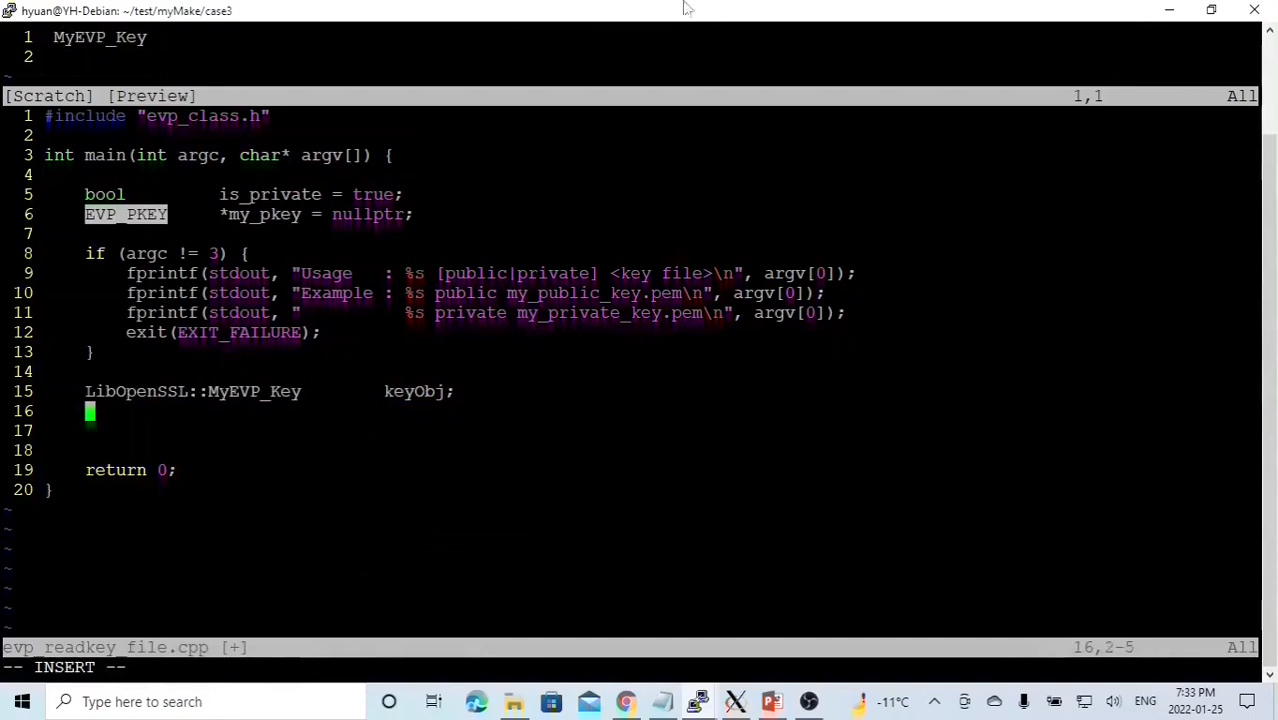 hyuan@YH-Debian: ~/test/myMake/case3
1 MyEVP_Key
2
~
[Scratch] [Preview] 1,1 All
1 #include "evp_class.h"
2
3 int main(int argc, char* argv[]) {
4
5 bool is_private = true;
6 EVP_PKEY *my_pkey = nullptr;
7
8 if (argc != 3) {
9 fprintf(stdout, "Usage : %s [public|private] <key file>\n", argv[0]);
10 fprintf(stdout, "Example : %s public my_public_key.pem\n", argv[0]);
11 fprintf(stdout, " %s private my_private_key.pem\n", argv[0]);
12 exit(EXIT_FAILURE);
13 }
14
15 LibOpenSSL::MyEVP_Key keyObj;
16
17
18
19 return 0;
20 }
~
~
~
~
~
~
~
evp_readkey_file.cpp [+] 16,2-5 All
-- INSERT --
Type here to search
-11°C
ENG
7:33 PM
2022-01-25